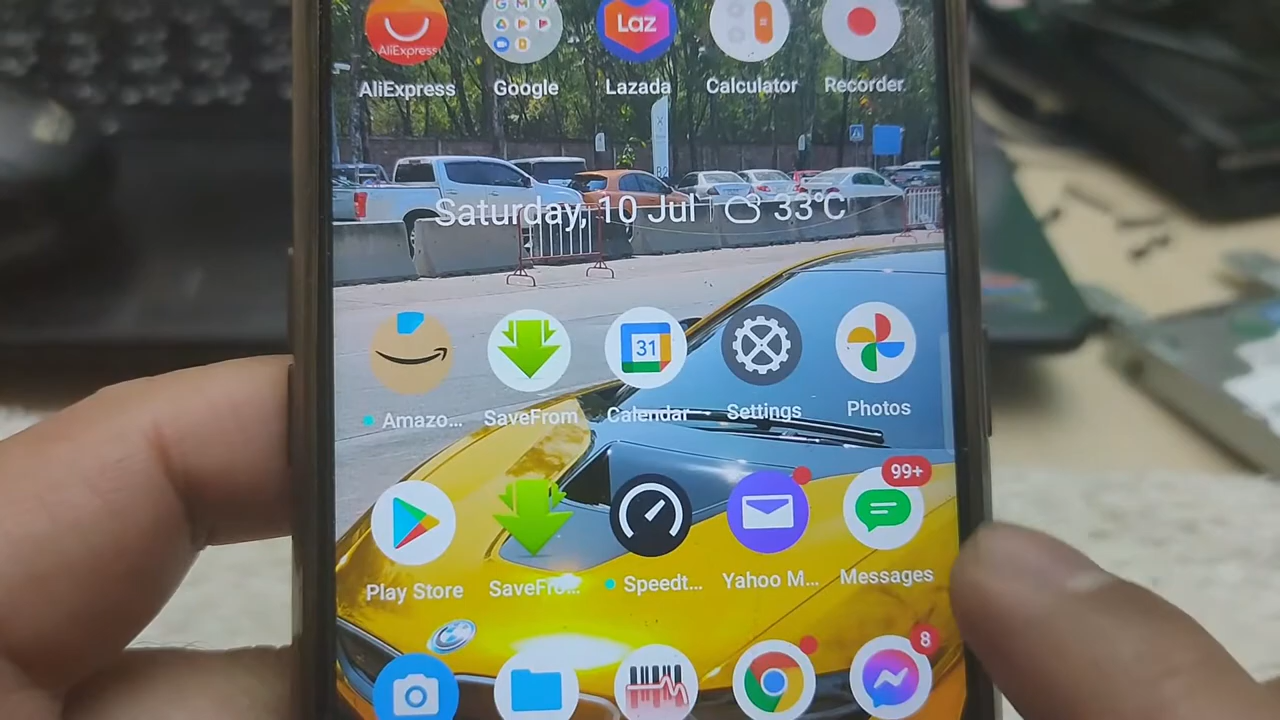 AliExpress
Laz
AliExpress Google Lazada Calculator Recorder
Saturday, 10 Jul 33°C
31
Amazo... SaveFrom Calendar Settings Photos
99+
Play Store SaveFro... Speedt... Yahoo M... Messages
8